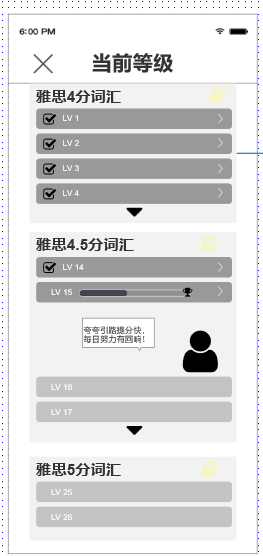 6:00 PM
当前等级
雅思4分词汇
LV 1
LV 2
LV 3
LV 4
雅思4.5分词汇
LV 14
LV 15
夸夸引路提分快，
每日努力有回响！
LV 16
LV 17
雅思5分词汇
LV 25
LV 26